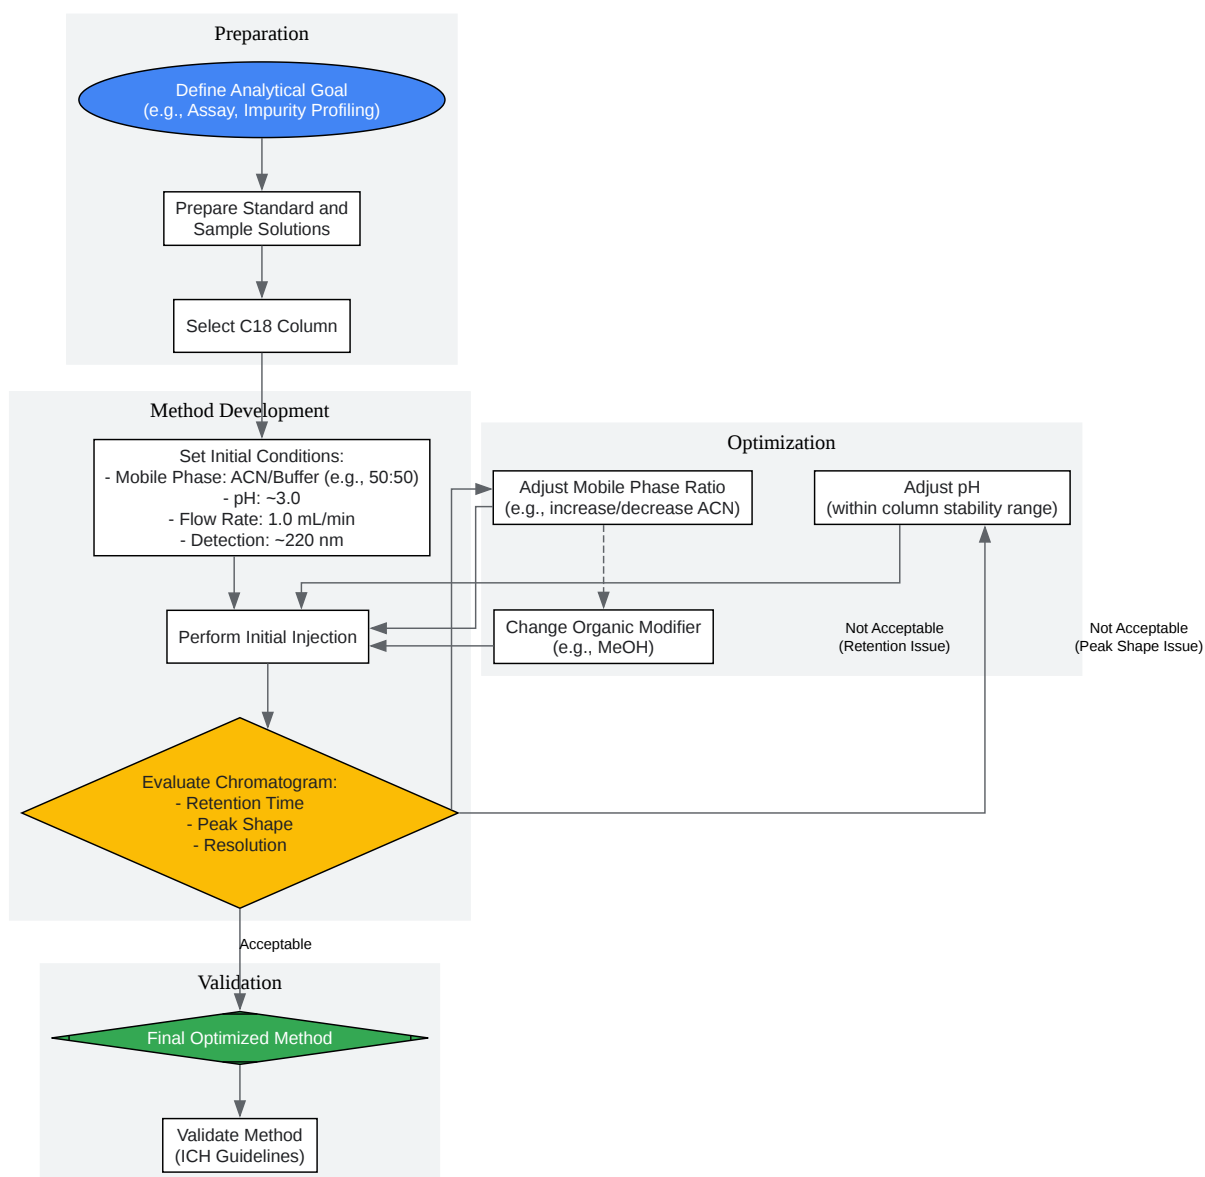 Preparation
Define Analytical Goal
(e.g., Assay, Impurity Profiling)
Prepare Standard and
Sample Solutions
Select C18 Column
Method Development
Set Initial Conditions:
- Mobile Phase: ACN/Buffer (e.g., 50:50)
- pH: ~3.0
- Flow Rate: 1.0 mL/min
- Detection: ~220 nm
Perform Initial Injection
Evaluate Chromatogram:
- Retention Time
- Peak Shape
- Resolution
Optimization
Adjust Mobile Phase Ratio
(e.g., increase/decrease ACN)
Adjust pH
(within column stability range)
Change Organic Modifier
(e.g., MeOH)
Not Acceptable
(Retention Issue)
Not Acceptable
(Peak Shape Issue)
Acceptable
Validation
Final Optimized Method
Validate Method
(ICH Guidelines)